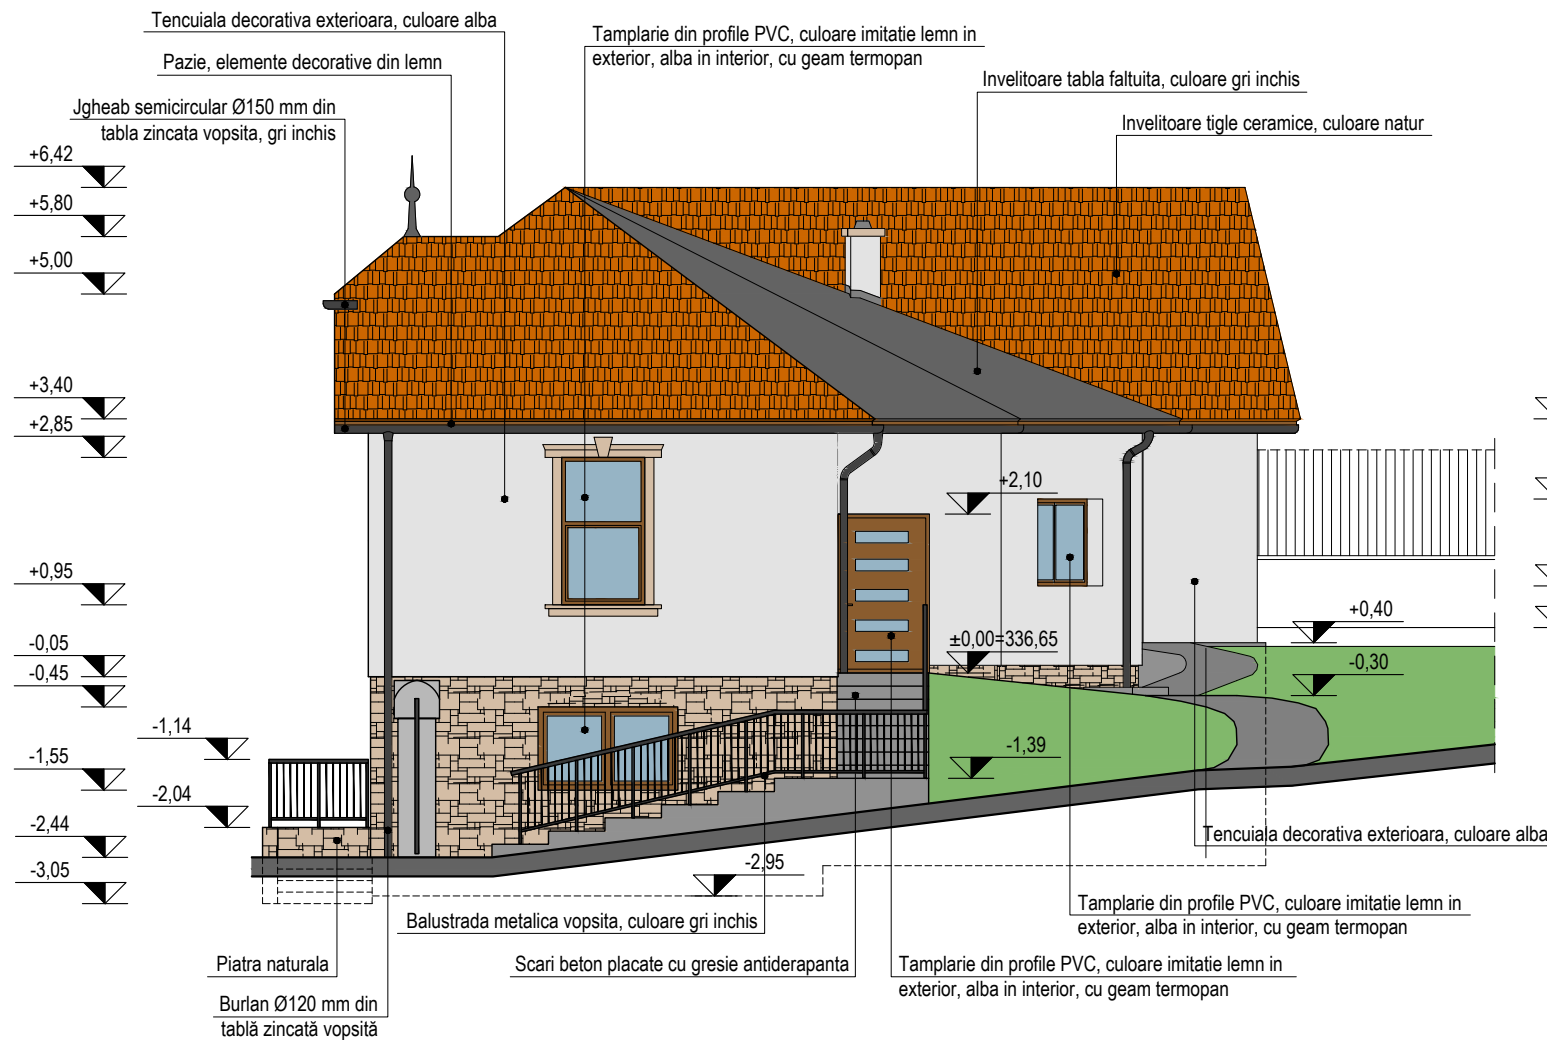 Tencuiala decorativa exterioara, culoare alba
Tamplarie din profile PVC, culoare imitatie lemn in
exterior, alba in interior, cu geam termopan
Pazie, elemente decorative din lemn
Invelitoare tabla faltuita, culoare gri inchis
Jgheab semicircular Ø150 mm din
tabla zincata vopsita, gri inchis
Invelitoare tigle ceramice, culoare natur
+6,42
+5,80
+5,00
+3,40
+2,85
+2,10
+0,95
+0,40
±0,00=336,65
-0,05
-0,30
-0,45
-1,14
-1,39
-1,55
-2,04
-2,44
Tencuiala decorativa exterioara, culoare alba
-2,95
-3,05
Tamplarie din profile PVC, culoare imitatie lemn in
exterior, alba in interior, cu geam termopan
Balustrada metalica vopsita, culoare gri inchis
Piatra naturala
Scari beton placate cu gresie antiderapanta
Tamplarie din profile PVC, culoare imitatie lemn in
exterior, alba in interior, cu geam termopan
Burlan Ø120 mm din
tablă zincată vopsită